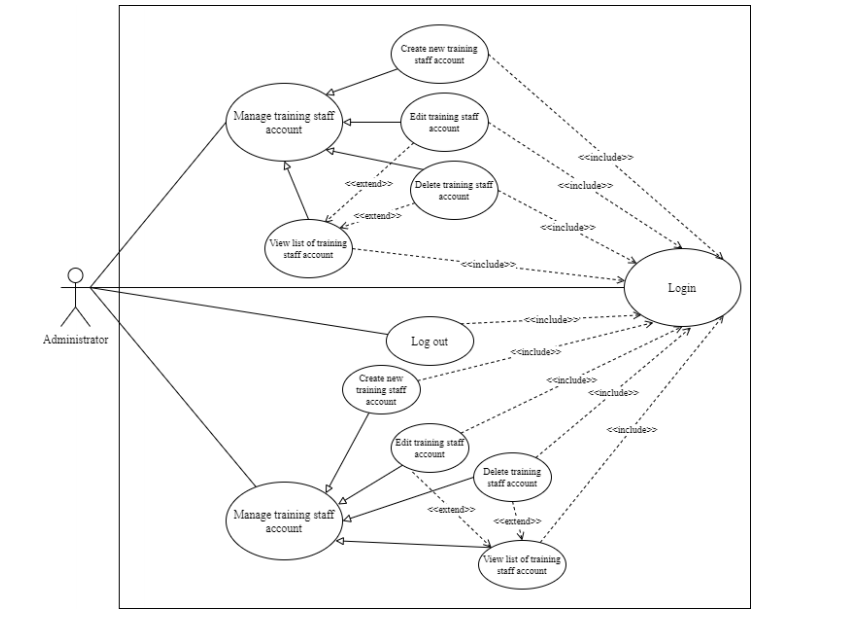 Create new training
staff account
Manage training staff
account
Edit training staff
account
<<include>>
Delete training staff
account
<<extend>>
<<include>>
<<extend>>
<<include>>
View list of training
staff account
<<include>>
Login
Administrator
Log out
<<include>>
<<include>>
Create new
training staff
account
<<include>>
<<include>>
<<include>>
Edit training staff
account
Delete training
staff account
Manage training staff
account
<<extend>>
<<extend>>
View list of training
staff account